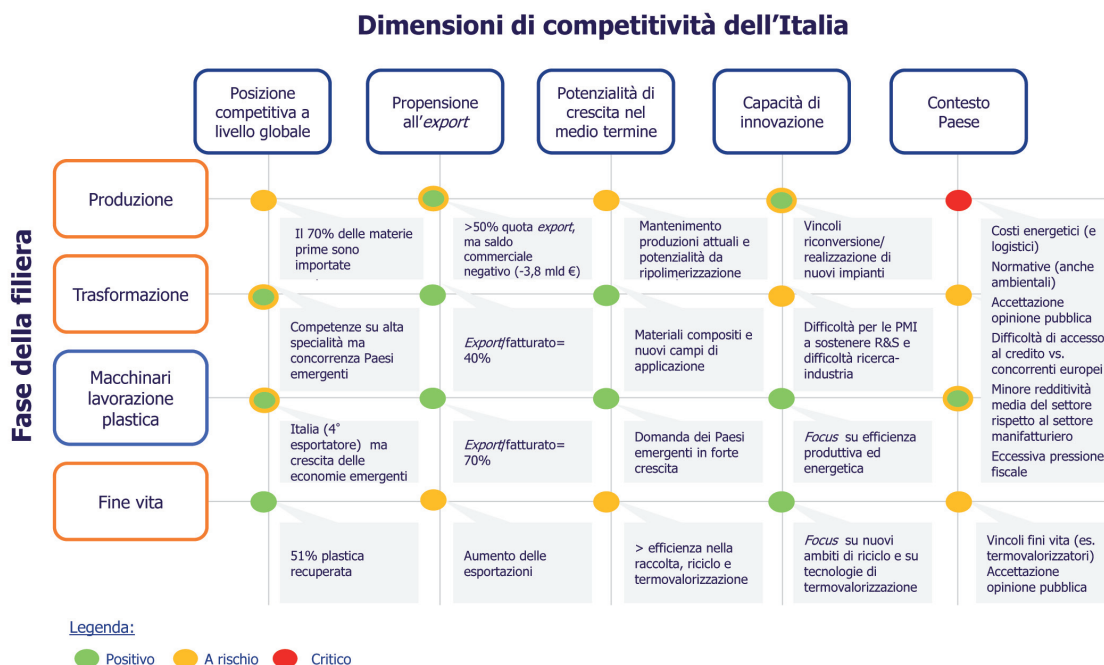 Dimensioni di competitività dell'Italia
Posizione
competitiva a
livello globale
Propensione
all'export
Potenzialità di
crescita nel
medio termine
Capacità di
innovazione
Contesto
Paese
Fase della filiera
Produzione
Il 70% delle materie
prime sono
importate
>50% quota export,
ma saldo
commerciale
negativo (-3,8 mld €)
Mantenimento
produzioni attuali e
potenzialità da
ripolimerizzazione
Vincoli
riconversione/
realizzazione di
nuovi impianti
Costi energetici (e
logistici)
Normative (anche
ambientali)
Accettazione
opinione pubblica
Difficoltà di accesso
al credito vs.
concorrenti europei
Minore redditività
media del settore
rispetto al settore
manifatturiero
Eccessiva pressione
fiscale
Trasformazione
Competenze su alta
specialità ma
concorrenza Paesi
emergenti
Export/fatturato=
40%
Materiali compositi e
nuovi campi di
applicazione
Difficoltà per le PMI
a sostenere R&S e
difficoltà ricerca-
industria
Macchinari
lavorazione
plastica
Italia (4°
esportatore) ma
crescita delle
economie emergenti
Export/fatturato=
70%
Domanda dei Paesi
emergenti in forte
crescita
Focus su efficienza
produttiva ed
energetica
Fine vita
51% plastica
recuperata
Aumento delle
esportazioni
> efficienza nella
raccolta, riciclo e
termovalorizzazione
Focus su nuovi
ambiti di riciclo e su
tecnologie di
termovalorizzazione
Vincoli fini vita (es.
termovalorizzatori)
Accettazione
opinione pubblica
Legenda:
Positivo
A rischio
Critico